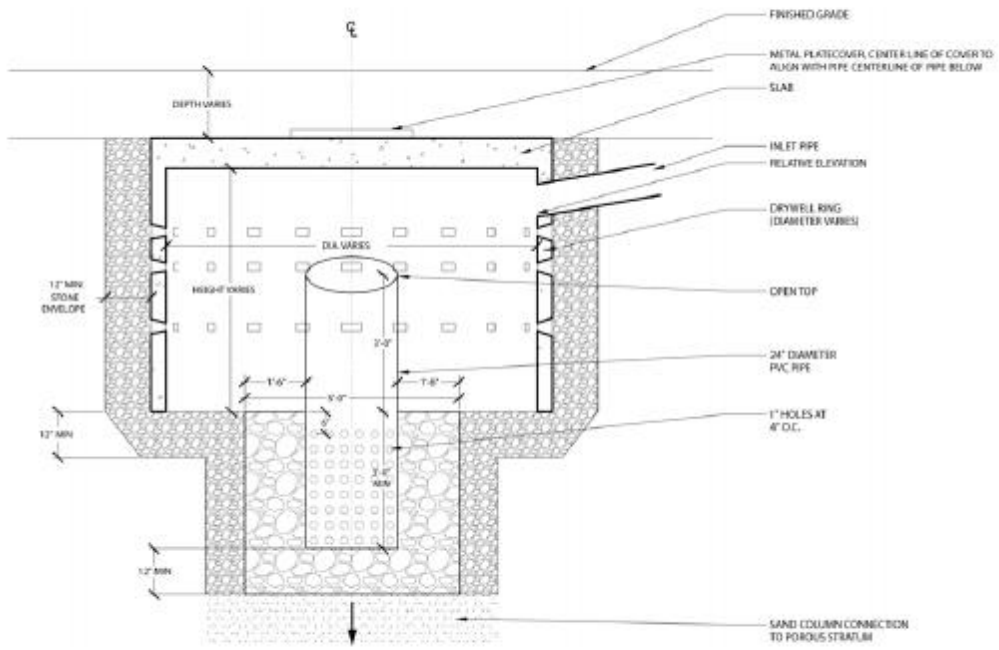 ℄
FINISHED GRADE
METAL PLATECOVER, CENTER LINE OF COVER TO
ALIGN WITH PIPE CENTERLINE OF PIPE BELOW
DEPTH VARIES
SLAB
INLET PIPE
RELATIVE ELEVATION
DRYWELL RING
(DIAMETER VARIES)
DIA. VARIES
12" MIN.
STONE
ENVELOPE
HEIGHT VARIES
OPEN TOP
24" DIAMETER
PVC PIPE
1'-6"
5'-0"
1" HOLES AT
O.C.
12" MIN
MIN
12" MIN
SAND COLUMN CONNECTION
TO POROUS STRATUM